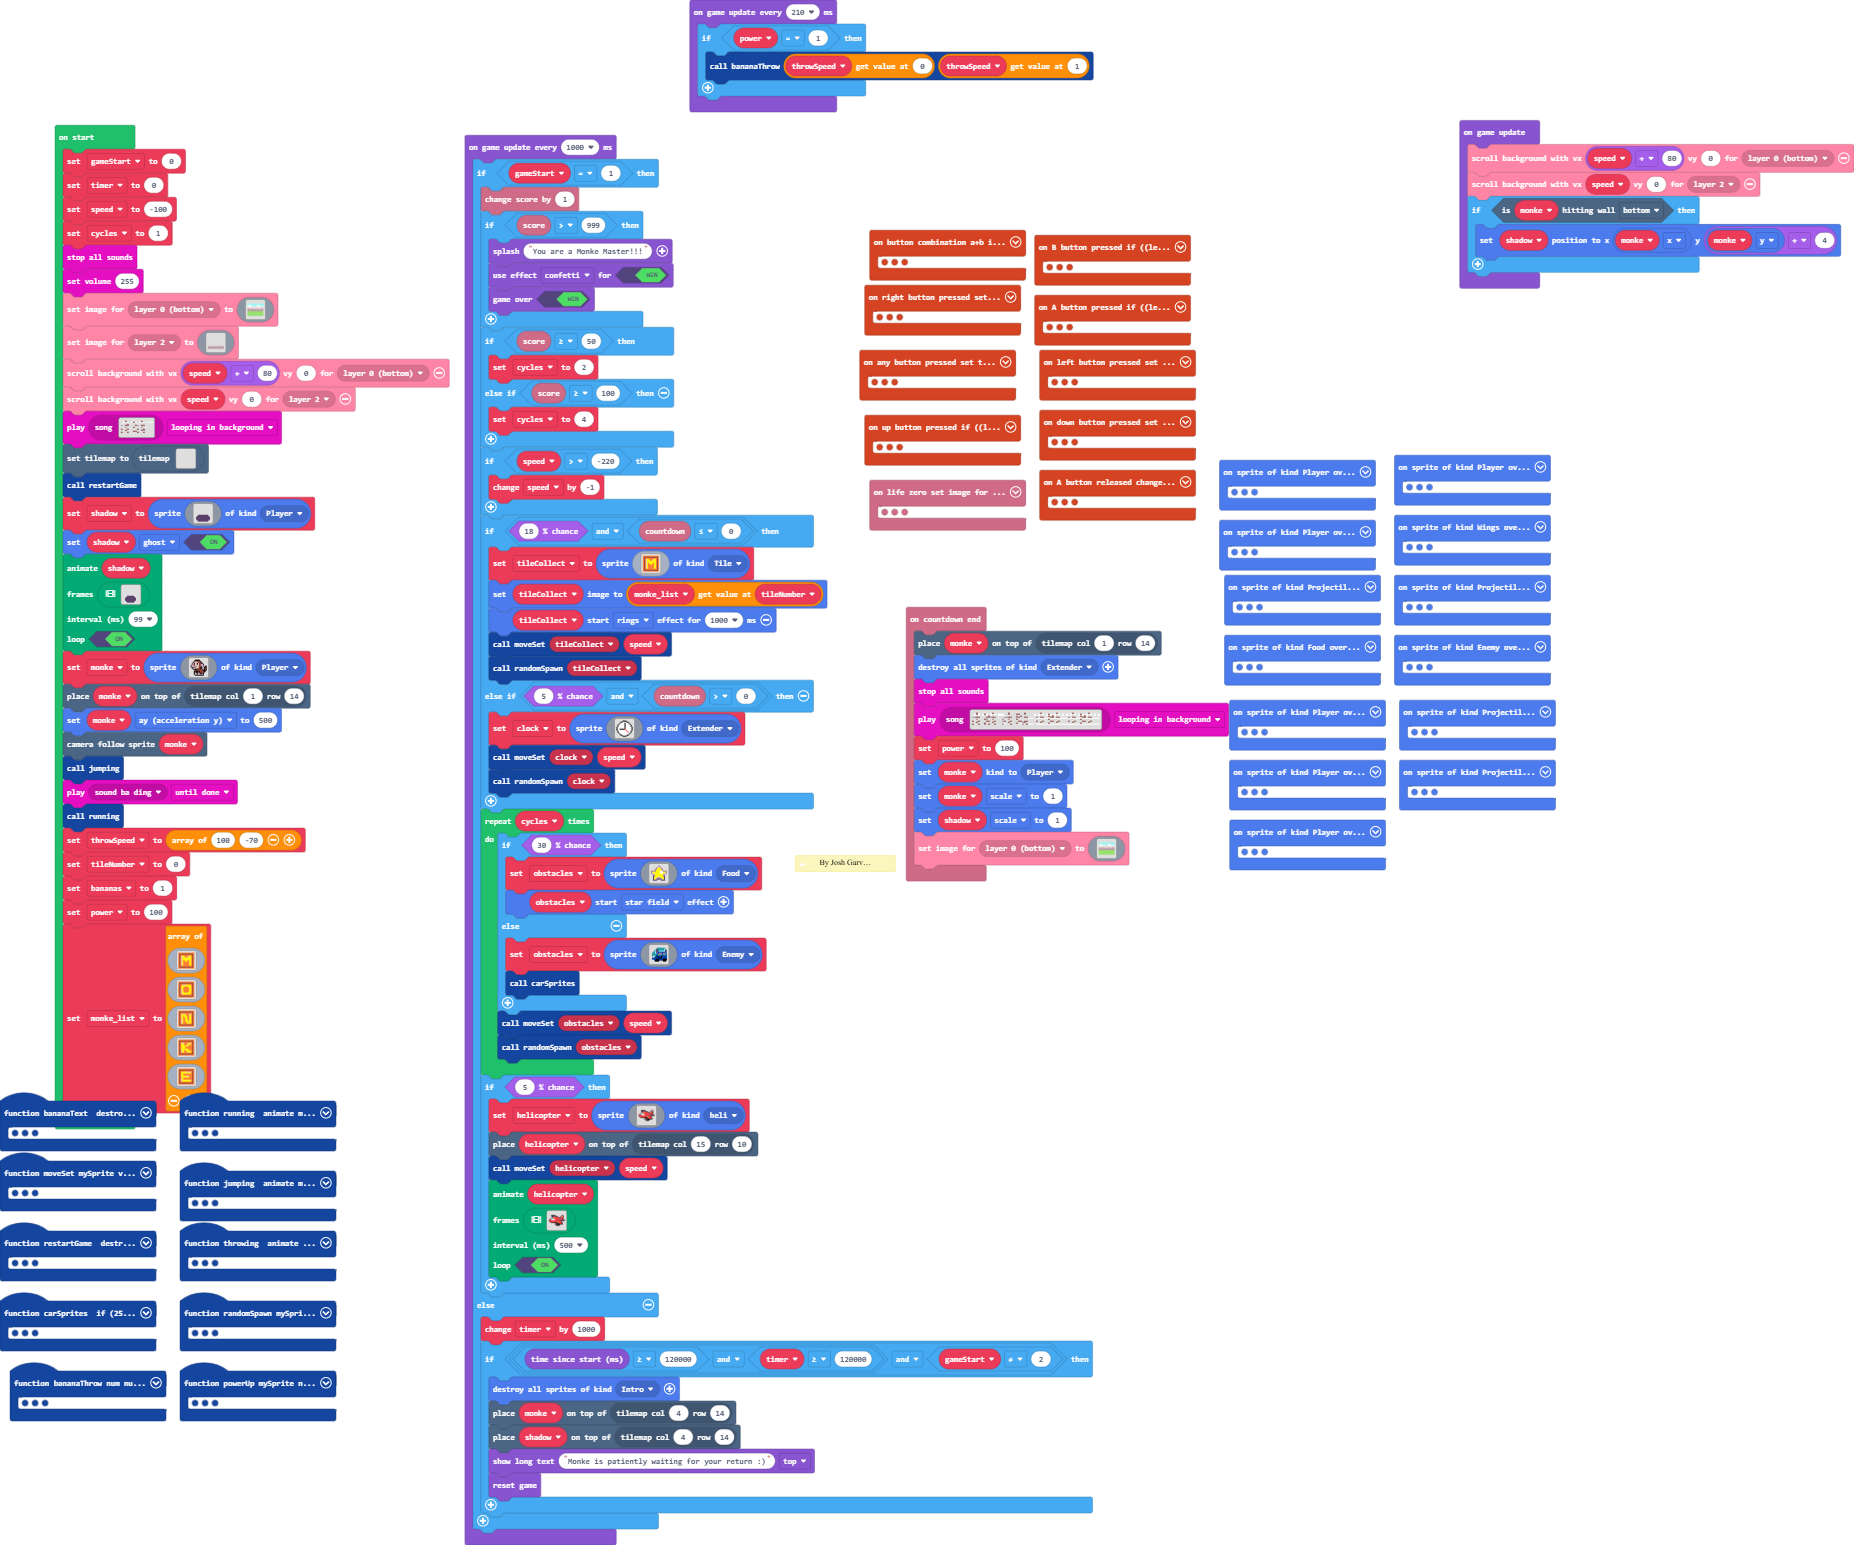 on game update every 210 ms
if power = 1 then
call bananaThrow throwSpeed get value at 0 throwSpeed get value at 1
on start
set gameStart to 0
set timer to 0
set speed to -100
set cycles to 1
stop all sounds
set volume 255
set image for layer 0 (bottom) to
set image for layer 2 to
scroll background with vx speed ÷ 80 vy 0 for layer 0 (bottom)
scroll background with vx speed vy 0 for layer 2
play song looping in background
set tilemap to tilemap
call restartGame
set shadow to sprite of kind Player
set shadow ghost ON
animate shadow
frames
interval (ms) 99
loop ON
set monke to sprite of kind Player
place monke on top of tilemap col 1 row 14
set monke ay (acceleration y) to 500
camera follow sprite monke
call jumping
play sound ba ding until done
call running
set throwSpeed to array of 100 -70
set tileNumber to 0
set bananas to 1
set power to 100
array of
M
O
N
set monke_list to
K
E
function bananaText destro...
function running animate m...
function moveSet mySprite v...
function jumping animate m...
function restartGame destr...
function throwing animate ...
function carSprites if (25...
function randomSpawn mySpri...
function bananaThrow num nu...
function powerUp mySprite n...
on game update every 1000 ms
if gameStart = 1 then
change score by 1
if score > 999 then
splash "You are a Monke Master!!!"
use effect confetti for WIN
game over WIN
if score ≥ 50 then
set cycles to 2
else if score ≥ 100 then
set cycles to 4
if speed > -220 then
change speed by -1
if 18 % chance and countdown ≤ 0 then
set tileCollect to sprite M of kind Tile
set tileCollect image to monke_list get value at tileNumber
tileCollect start rings effect for 1000 ms
call moveSet tileCollect speed
call randomSpawn tileCollect
else if 5 % chance and countdown > 0 then
set clock to sprite of kind Extender
call moveSet clock speed
call randomSpawn clock
repeat cycles times
do if 30 % chance then
set obstacles to sprite of kind Food
obstacles start star field effect
else
set obstacles to sprite of kind Enemy
call carSprites
call moveSet obstacles speed
call randomSpawn obstacles
if 5 % chance then
set helicopter to sprite of kind heli
place helicopter on top of tilemap col 15 row 10
call moveSet helicopter speed
animate helicopter
frames
interval (ms) 500
loop ON
else
change timer by 1000
if time since start (ms) ≥ 120000 and timer ≥ 120000 and gameStart ≠ 2 then
destroy all sprites of kind Intro
place monke on top of tilemap col 4 row 14
place shadow on top of tilemap col 4 row 14
show long text "Monke is patiently waiting for your return :)" top
reset game
on button combination a+b i...
on B button pressed if ((le...
on right button pressed set...
on A button pressed if ((le...
on any button pressed set t...
on left button pressed set ...
on up button pressed if ((l...
on down button pressed set ...
on life zero set image for ...
on A button released change...
By Josh Garv...
on countdown end
place monke on top of tilemap col 1 row 14
destroy all sprites of kind Extender
stop all sounds
play song looping in background
set power to 100
set monke kind to Player
set monke scale to 1
set shadow scale to 1
set image for layer 0 (bottom) to
on game update
scroll background with vx speed ÷ 80 vy 0 for layer 0 (bottom)
scroll background with vx speed vy 0 for layer 2
if is monke hitting wall bottom then
set shadow position to x monke x y monke y + 4
on sprite of kind Player ov...
on sprite of kind Player ov...
on sprite of kind Player ov...
on sprite of kind Wings ove...
on sprite of kind Projectil...
on sprite of kind Projectil...
on sprite of kind Food over...
on sprite of kind Enemy ove...
on sprite of kind Player ov...
on sprite of kind Projectil...
on sprite of kind Player ov...
on sprite of kind Projectil...
on sprite of kind Player ov...